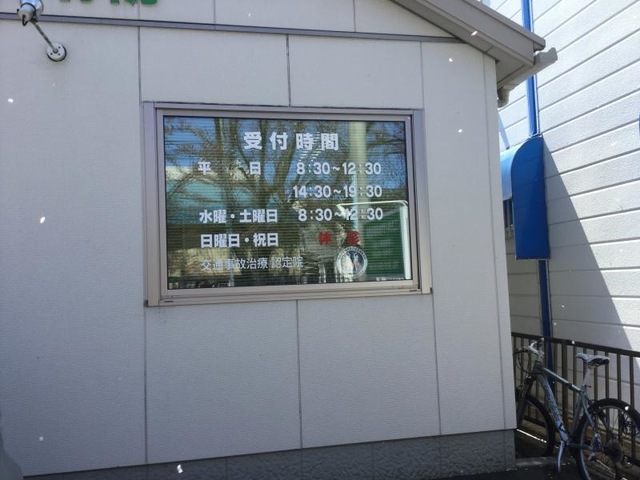 受付時間
平 日 8:30~12:30
14:30~19:30
水曜・土曜日 8:30~12:30
日曜日・祝日 休診
交通事故治療 認定院